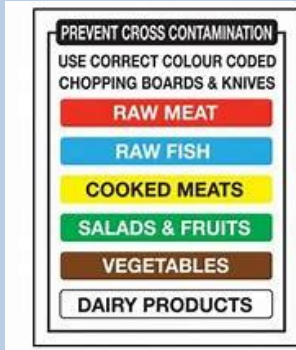 PREVENT CROSS CONTAMINATION
USE CORRECT COLOUR CODED
CHOPPING BOARDS & KNIVES
RAW MEAT
RAW FISH
COOKED MEATS
SALADS & FRUITS
VEGETABLES
DAIRY PRODUCTS